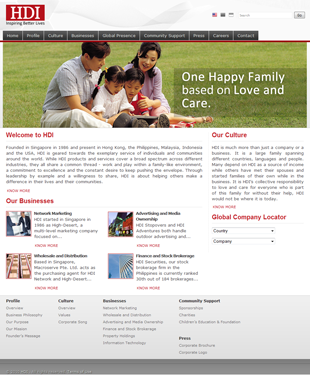 HDI
Inspiring Better Lives
Search
Go
Home Profile Culture Businesses Global Presence Community Support Press Careers Contact
One Happy Family
based on Love and
Care.
Welcome to HDI
Founded in Singapore in 1986 and present in Hong Kong, the Philippines, Malaysia, Indonesia
and the UEA, HDI is geared towards the exemplary service of individuals and communities
around the world. While HDI products and services cover a broad spectrum across different
industries, they all share a common thread - work and play within a family-like environment,
a commitment to excellence and the constant desire to keep pushing the envelope. Through
leadership by example and a willingness to share, HDI is about helping others make a
difference in their lives and their communities.
KNOW MORE
Our Culture
HDI is much more than just a company or a
business. It is a large family spanning
different countries, languages and people.
Many depend on HDI as a source of income
while others have met their spouses and
started families of their own while in the
business. It is HDI's collective responsibility
to love and care for everyone who is part
of this family for without their help, HDI
would not be where it is today.
KNOW MORE
Our Businesses
Network Marketing
HDI started in Singapore in
1986 as High-Desert, a
multi-level marketing company
focused on...
KNOW MORE
Advertising and Media
Ownership
HDI Stopovers and HDI
Adventures both handle
outdoor advertising and...
KNOW MORE
Wholesale and Distribution
Based in Singapore,
Macrosource Pte. Ltd. acts as
the purchasing agent for HDI
Network and High-Desert...
KNOW MORE
Finance and Stock Brokerage
HDI Securities, our stock
brokerage firm in the
Philippines is currently ranked
30th out of 184 brokerages...
KNOW MORE
Global Company Locator
Country
Company
Profile
Overview
Business Philosophy
Our Purpose
Our Mission
Founder's Message
Culture
Overview
Values
Corporate Song
Businesses
Network Marketing
Wholesale and Distribution
Advertising and Media Ownership
Finance and Stock Brokerage
Property Holdings
Information Technology
Community Support
Sponsorships
Charities
Children's Education & Foundation
Press
Corporate Brochure
Corporate Logo